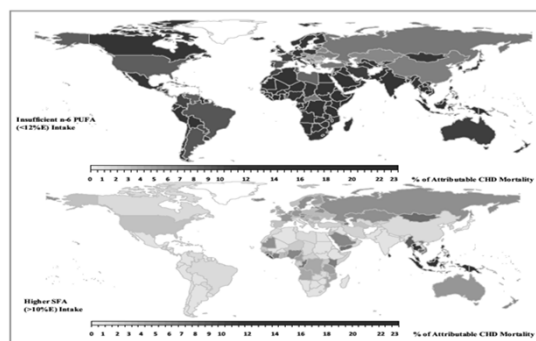 Insufficient n-6 PUFA
(<12%E) Intake
0 1 2 3 4 5 6 7 8 9 10 12 14 16 18 20 22 23 % of Attributable CHD Mortality
Higher SFA
(>10%E) Intake
0 1 2 3 4 5 6 7 8 9 10 12 14 16 18 20 22 23 % of Attributable CHD Mortality